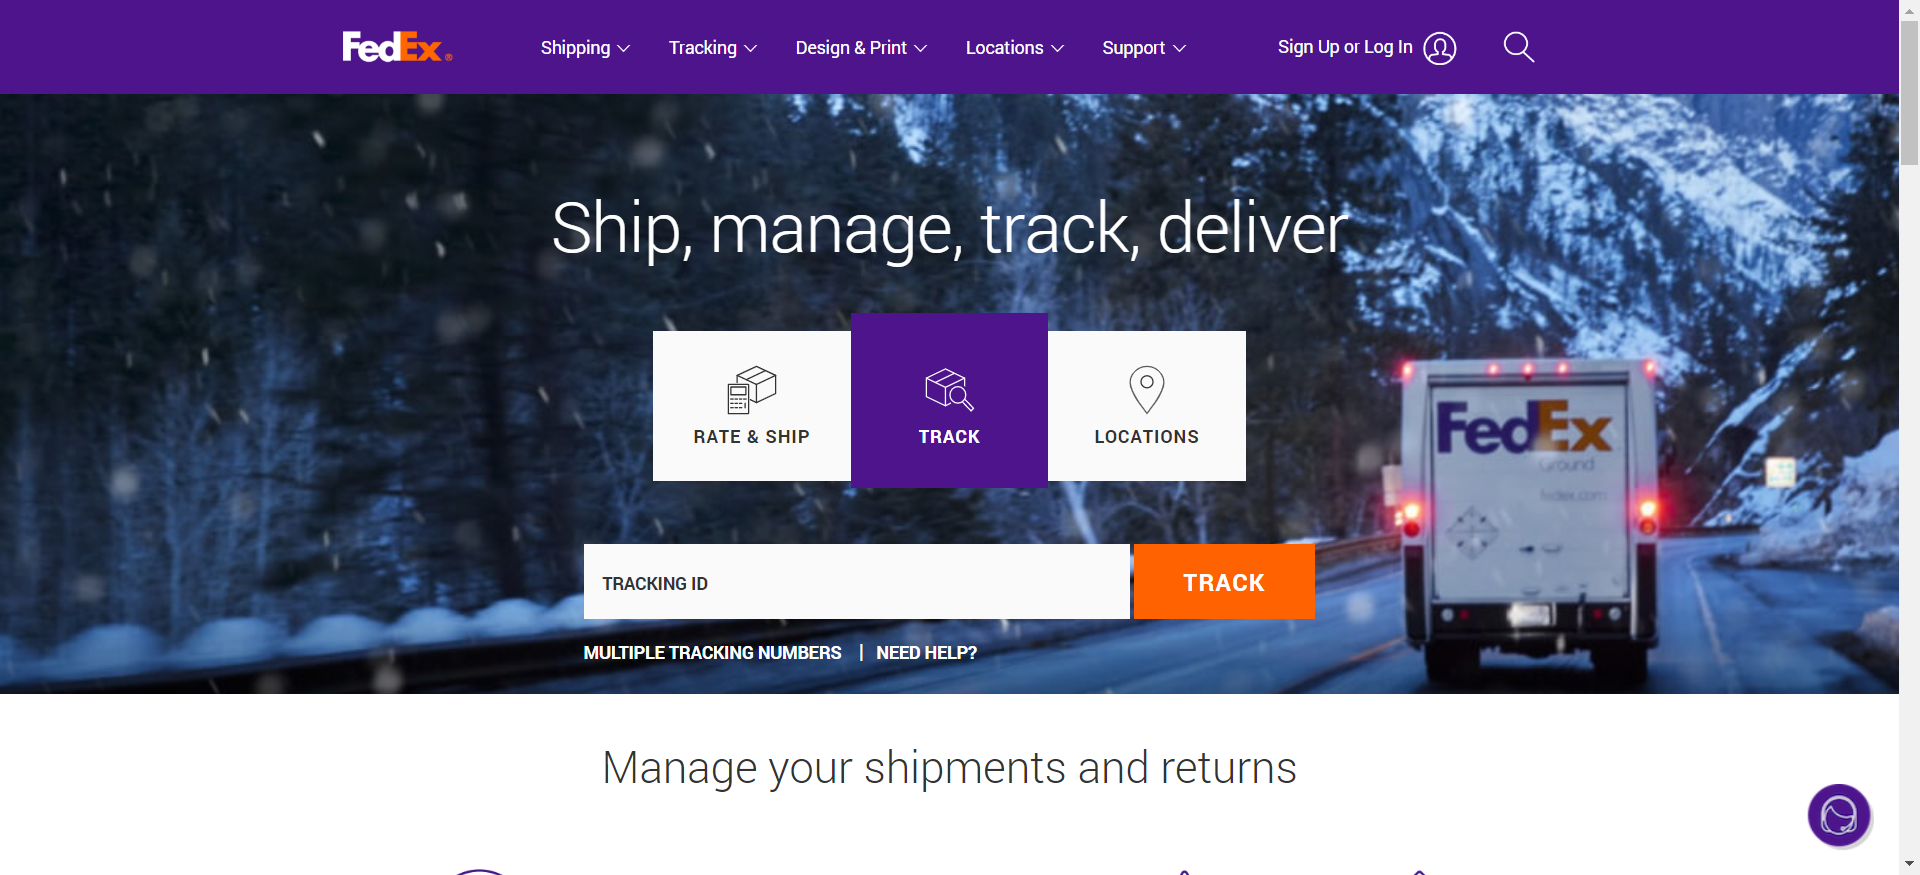 FedEx®
Shipping
Tracking
Design & Print
Locations
Support
Sign Up or Log In
Ship, manage, track, deliver
RATE & SHIP
TRACK
LOCATIONS
FedEx
Ground
fedex.com
TRACKING ID
TRACK
MULTIPLE TRACKING NUMBERS | NEED HELP?
Manage your shipments and returns